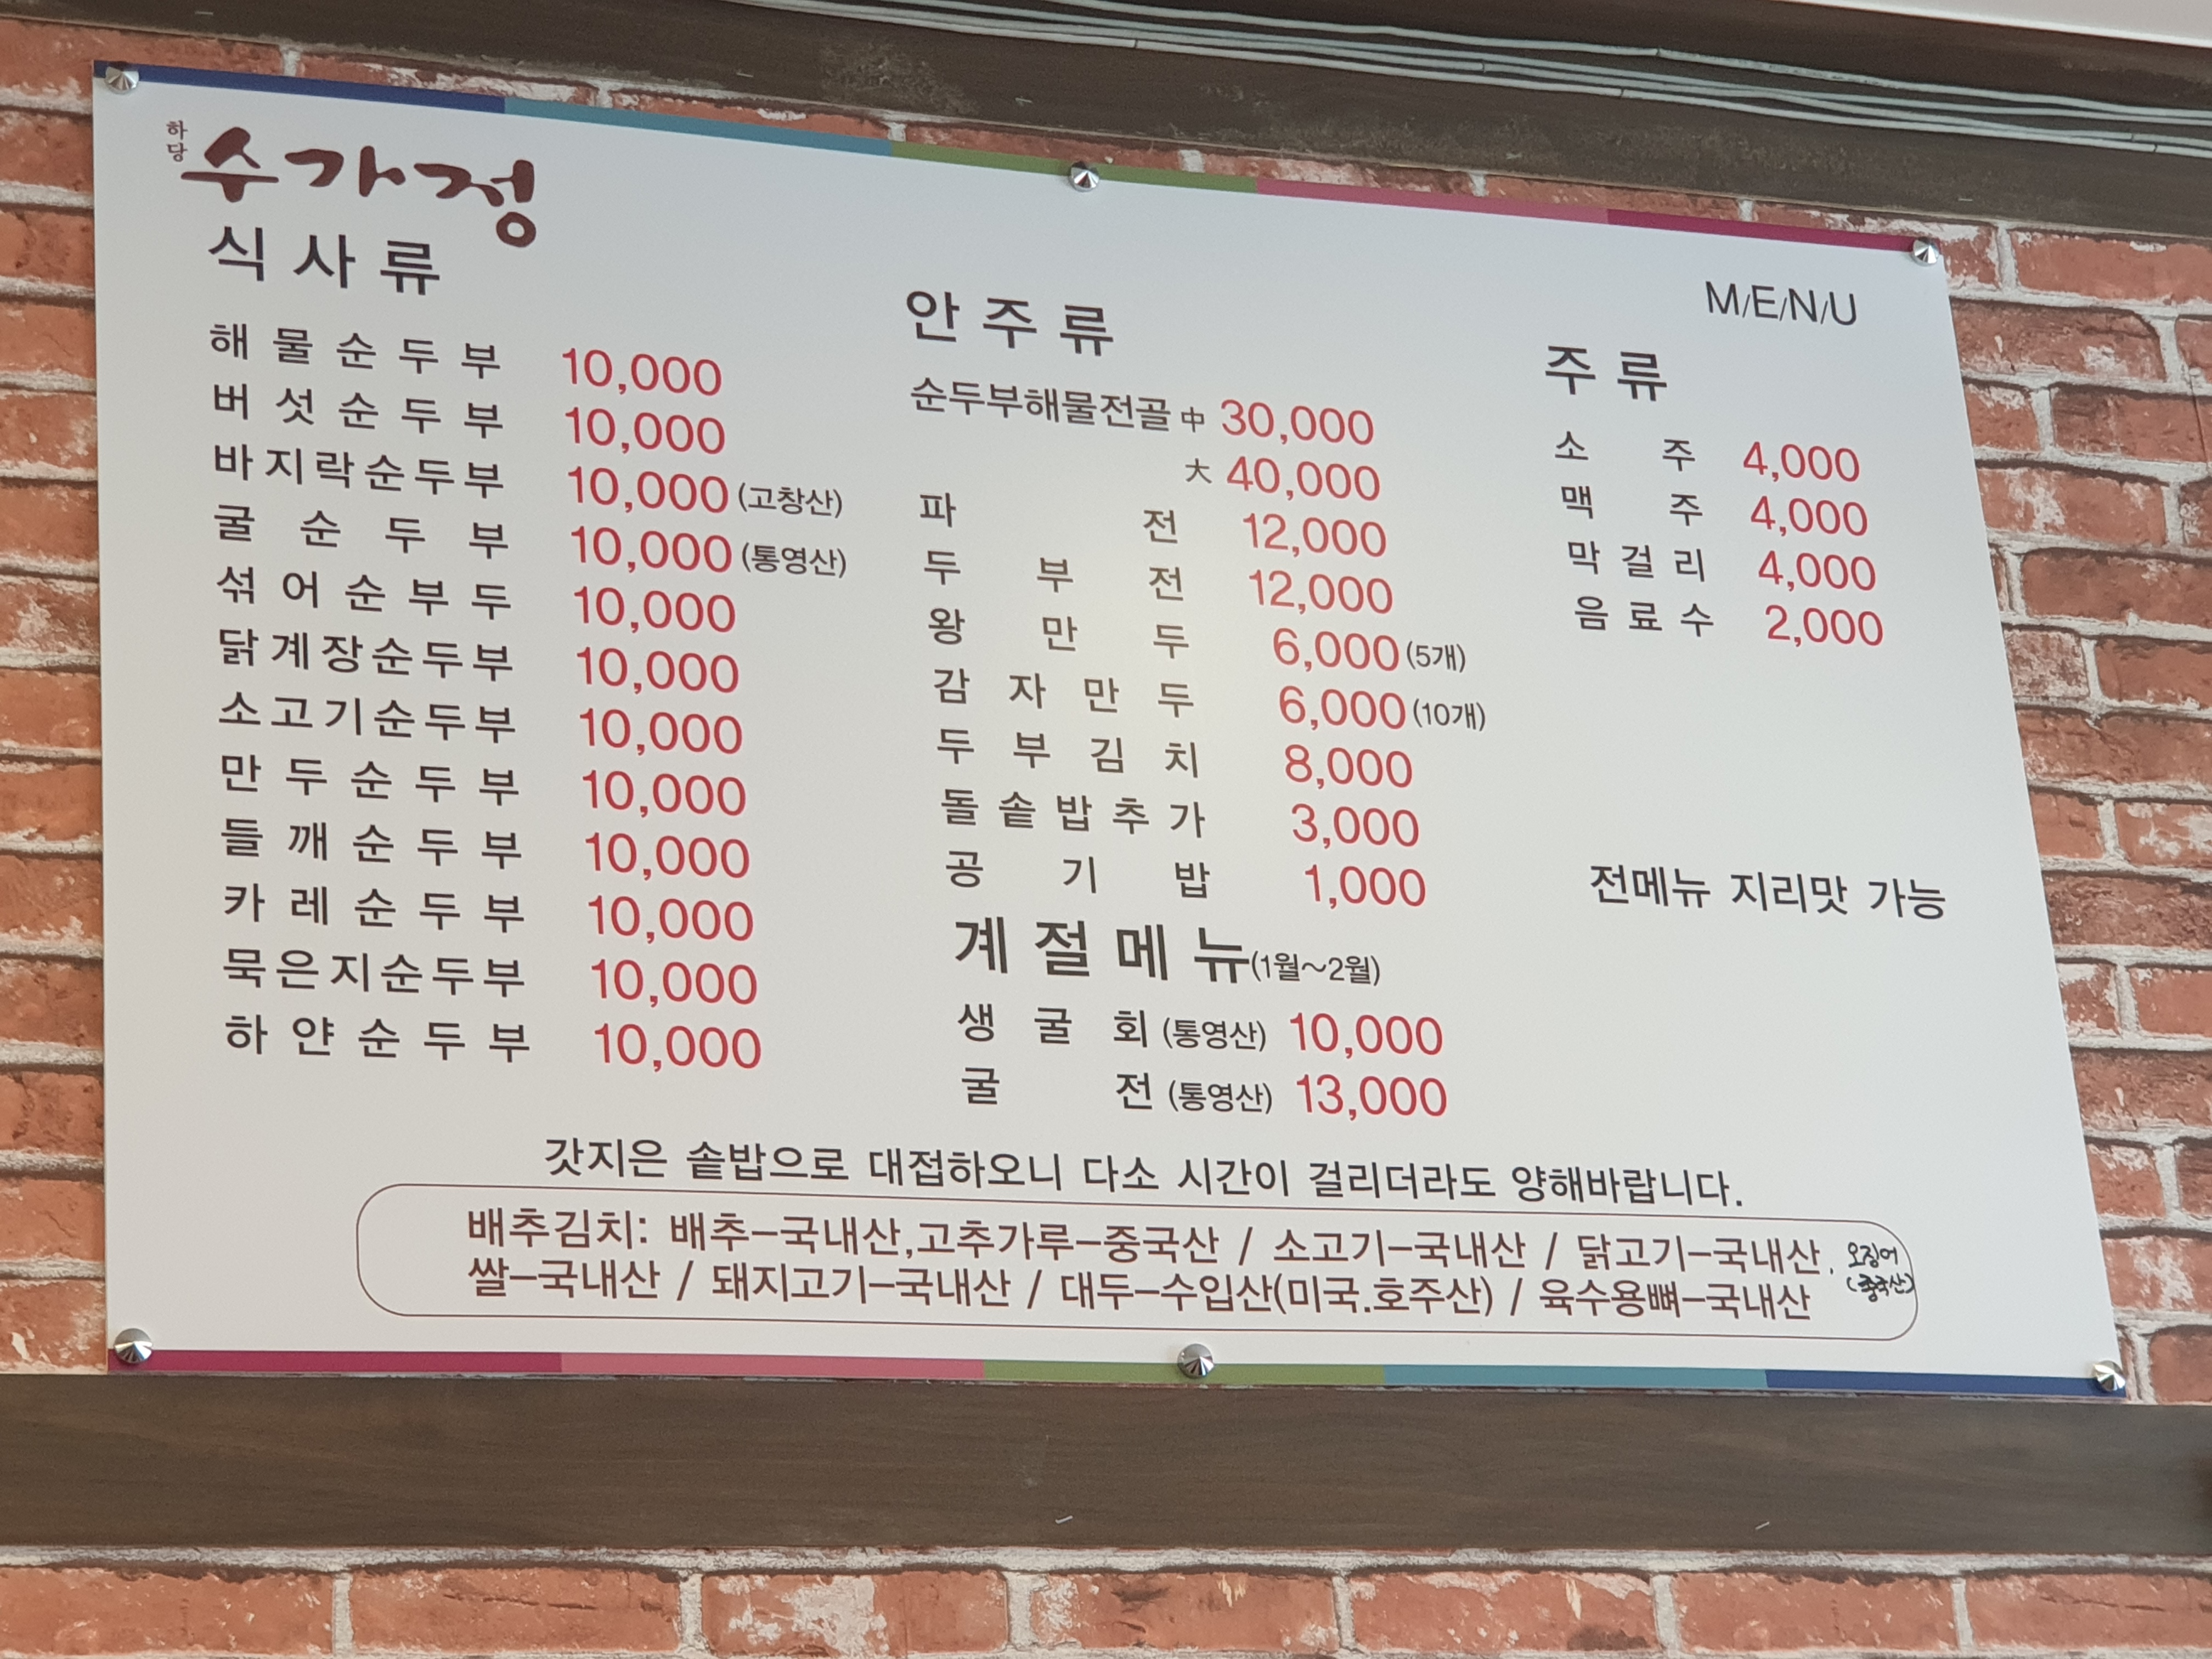 하당
수가정
M/E/N/U
식사류
해물순두부 10,000
버섯순두부 10,000
바지락순두부 10,000 (고창산)
굴순두부 10,000 (통영산)
섞어순부두 10,000
닭계장순두부 10,000
소고기순두부 10,000
만두순두부 10,000
들깨순두부 10,000
카레순두부 10,000
묵은지순두부 10,000
하얀순두부 10,000
안주류
순두부해물전골 中 30,000
大 40,000
파전 12,000
두부전 12,000
왕만두 6,000 (5개)
감자만두 6,000 (10개)
두부김치 8,000
돌솥밥추가 3,000
공기밥 1,000
계절메뉴(1월~2월)
생굴회 (통영산) 10,000
굴전 (통영산) 13,000
주류
소주 4,000
맥주 4,000
막걸리 4,000
음료수 2,000
전메뉴 지리맛 가능
갓지은 솥밥으로 대접하오니 다소 시간이 걸리더라도 양해바랍니다.
배추김치: 배추-국내산,고추가루-중국산 / 소고기-국내산 / 닭고기-국내산, 오징어
쌀-국내산 / 돼지고기-국내산 / 대두-수입산(미국.호주산) / 육수용뼈-국내산 (중국산)